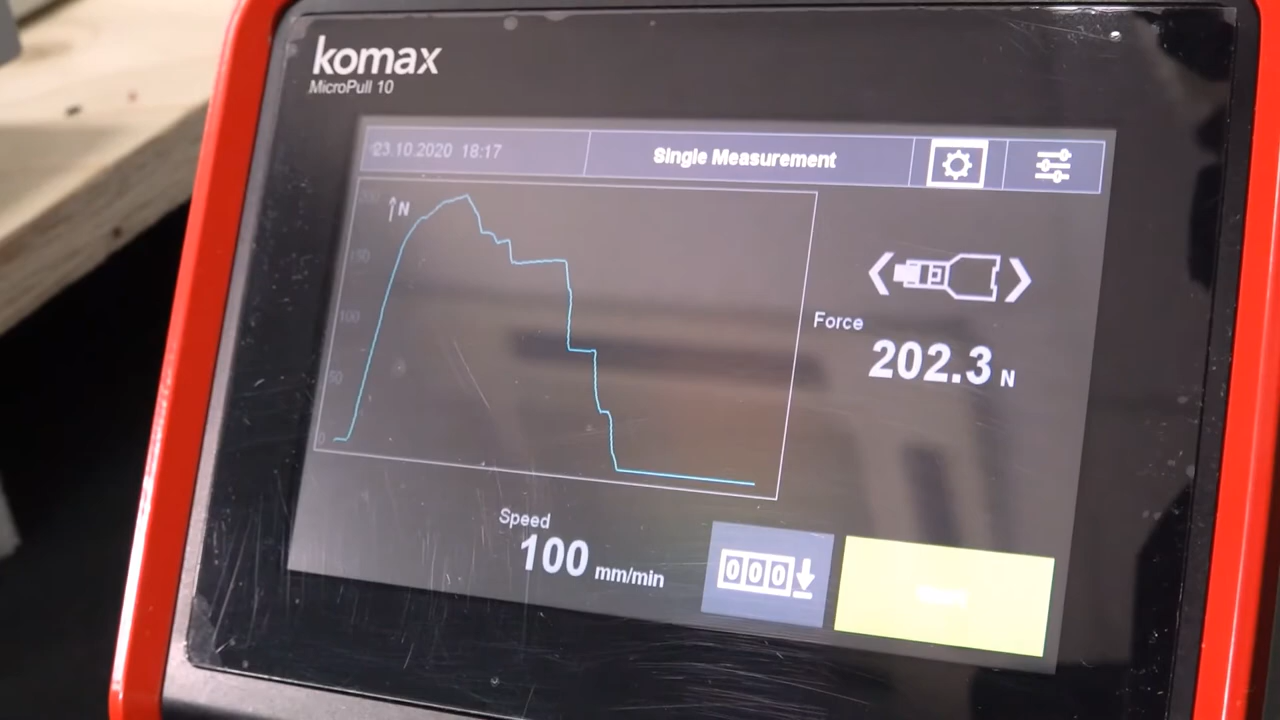 komax
MicroPull 10
23.10.2020 16:17
Single Measurement
200
N
150
100
50
0
Force
202.3 N
Speed
100 mm/min
000